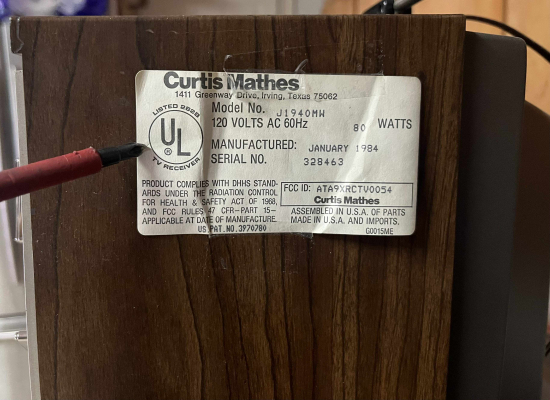 Curtis Mathes
1411 Greenway Drive, Irving, Texas 75062
LISTED
UL
®
TV RECEIVER
Model No. J1940MW
120 VOLTS AC 60Hz 80 WATTS
MANUFACTURED: JANUARY 1984
SERIAL NO. 328463
PRODUCT COMPLIES WITH DHHS STAND-
ARDS UNDER THE RADIATION CONTROL
FOR HEALTH & SAFETY ACT OF 1968,
AND FCC RULES 47 CFR-PART 15-
APPLICABLE AT DATE OF MANUFACTURE.
US PAT. NO. 3970780
FCC ID: ATA9XRCTV0054
Curtis Mathes
ASSEMBLED IN U.S.A. OF PARTS
MADE IN U.S.A. AND IMPORTS.
G0015ME